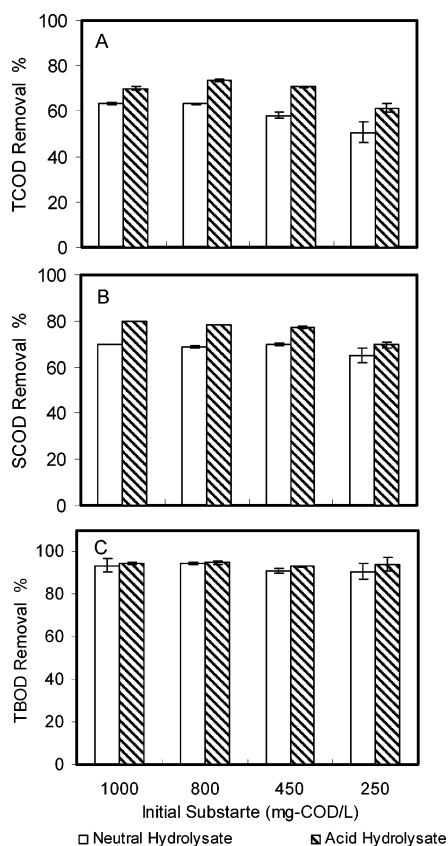 A
TCOD Removal %
100
80
60
40
20
0
B
SCOD Removal %
100
80
60
40
20
0
C
TBOD Removal %
100
80
60
40
20
0
1000 800 450 250
Initial Substarte (mg-COD/L)
Neutral Hydrolysate Acid Hydrolysate